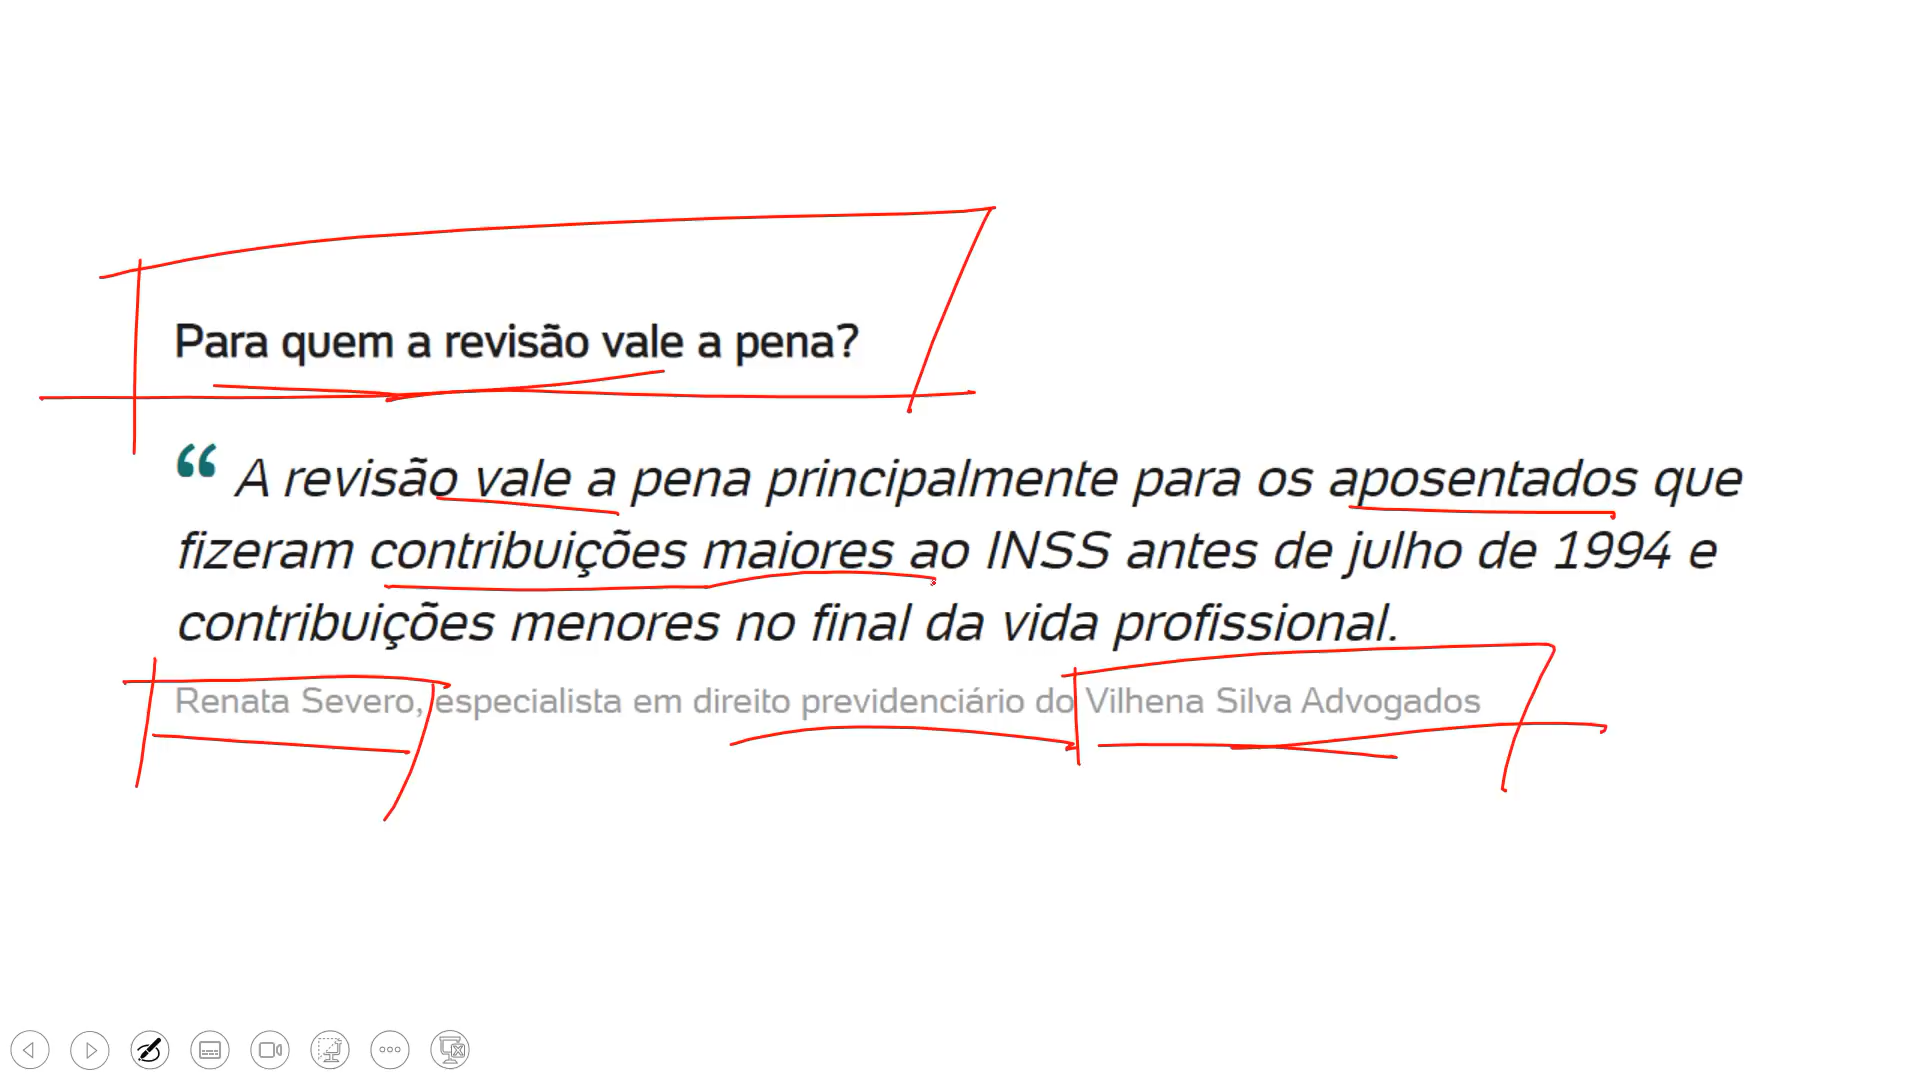 Para quem a revisão vale a pena?
“ A revisão vale a pena principalmente para os aposentados que
fizeram contribuições maiores ao INSS antes de julho de 1994 e
contribuições menores no final da vida profissional.
Renata Severo, especialista em direito previdenciário do Vilhena Silva Advogados